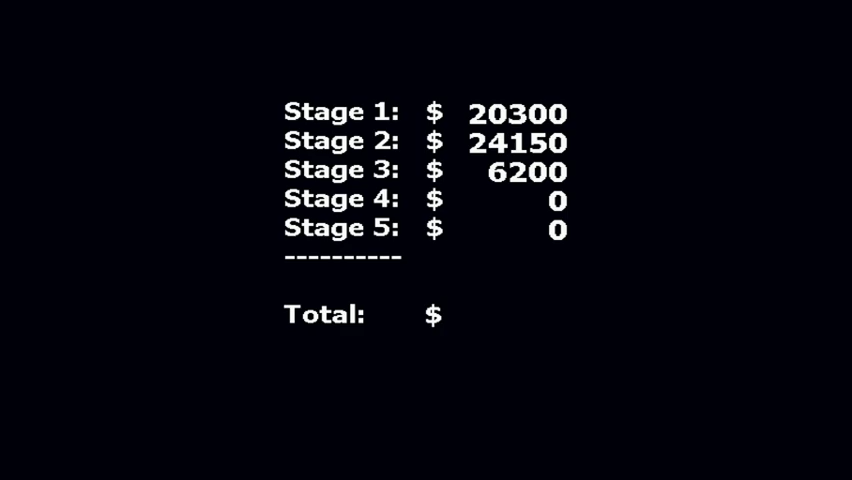 Stage 1: $ 20300
Stage 2: $ 24150
Stage 3: $ 6200
Stage 4: $ 0
Stage 5: $ 0
----------
Total: $